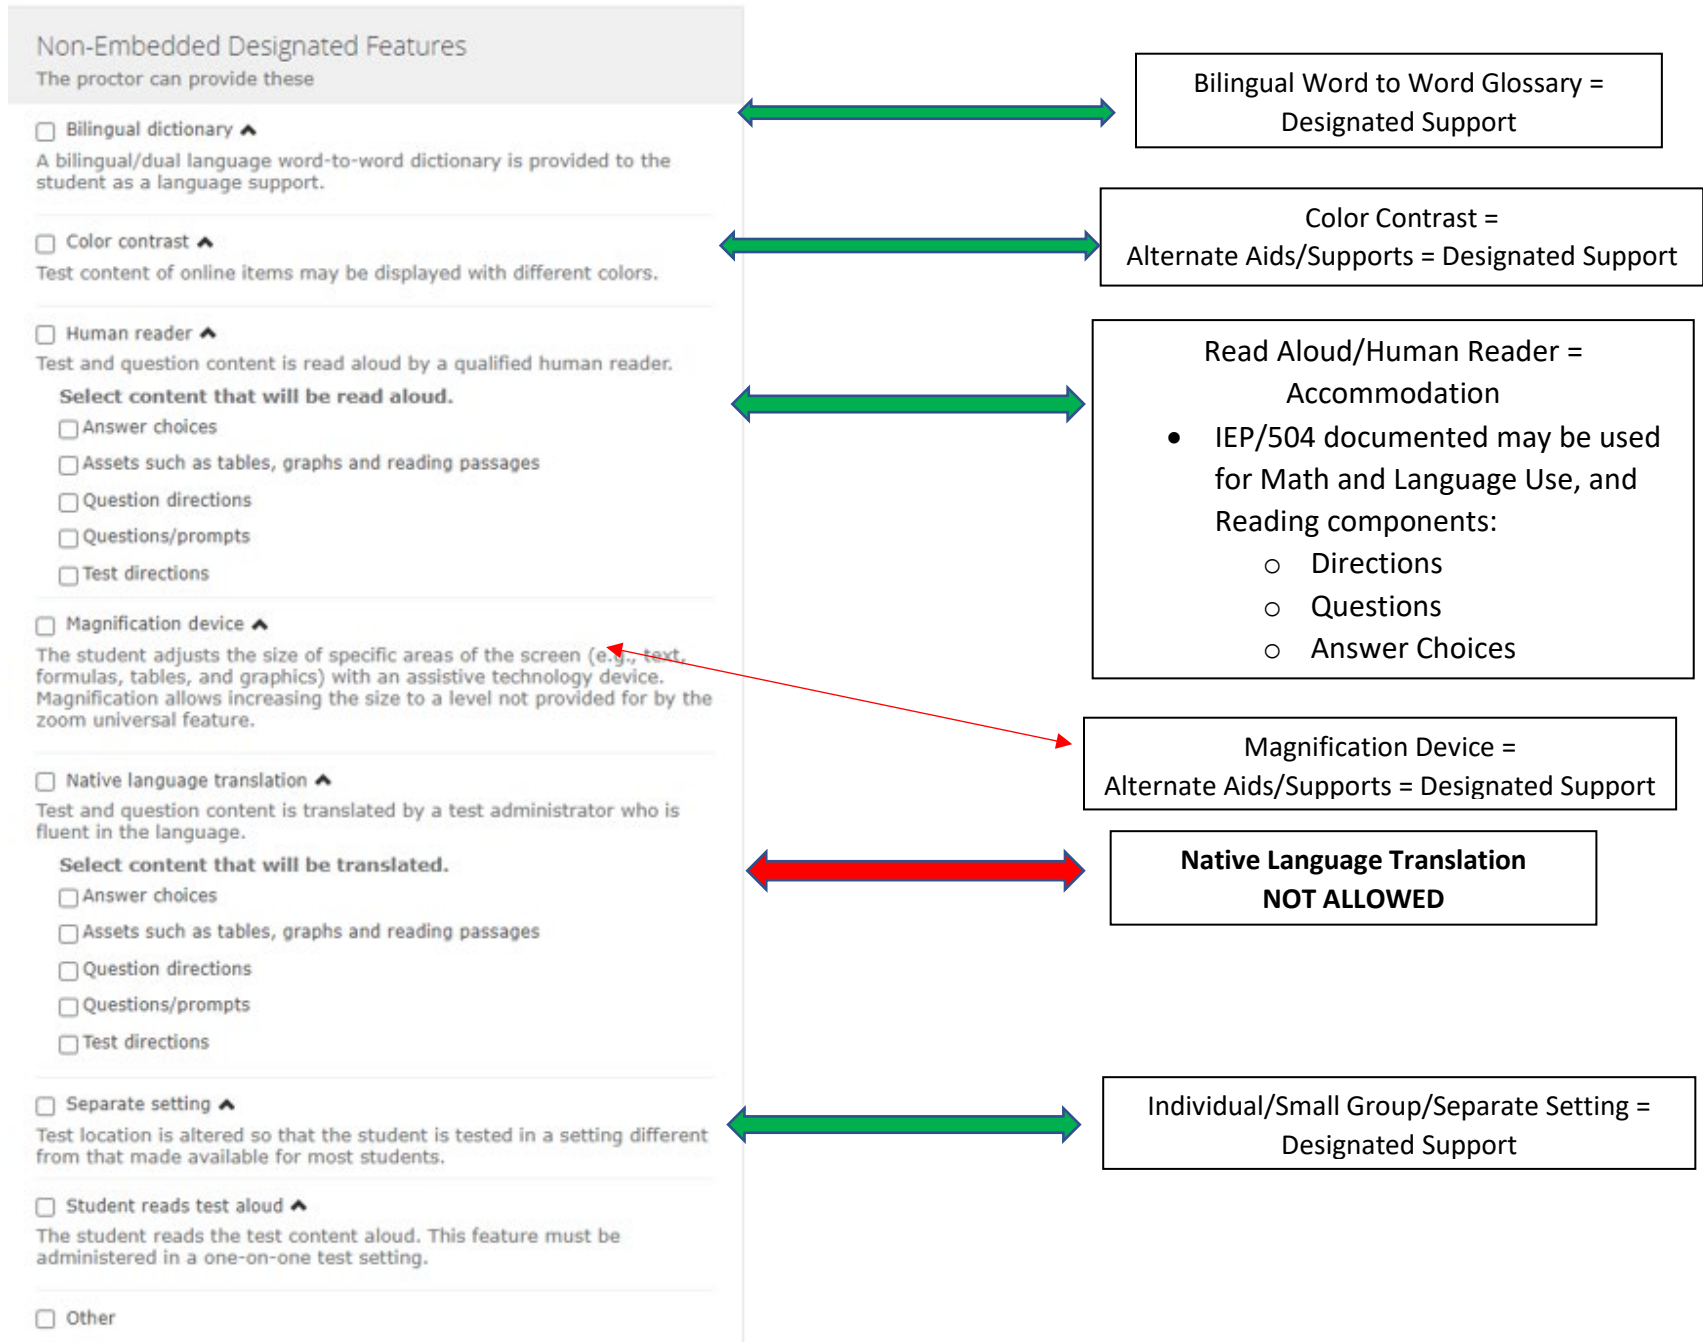 Non-Embedded Designated Features
The proctor can provide these
Bilingual dictionary
A bilingual/dual language word-to-word dictionary is provided to the
student as a language support.
Color contrast
Test content of online items may be displayed with different colors.
Human reader
Test and question content is read aloud by a qualified human reader.
Select content that will be read aloud.
Answer choices
Assets such as tables, graphs and reading passages
Question directions
Questions/prompts
Test directions
Magnification device
The student adjusts the size of specific areas of the screen (e.g., text,
formulas, tables, and graphics) with an assistive technology device.
Magnification allows increasing the size to a level not provided for by the
zoom universal feature.
Native language translation
Test and question content is translated by a test administrator who is
fluent in the language.
Select content that will be translated.
Answer choices
Assets such as tables, graphs and reading passages
Question directions
Questions/prompts
Test directions
Separate setting
Test location is altered so that the student is tested in a setting different
from that made available for most students.
Student reads test aloud
The student reads the test content aloud. This feature must be
administered in a one-on-one test setting.
Other
Bilingual Word to Word Glossary =
Designated Support
Color Contrast =
Alternate Aids/Supports = Designated Support
Read Aloud/Human Reader =
Accommodation
• IEP/504 documented may be used
for Math and Language Use, and
Reading components:
o Directions
o Questions
o Answer Choices
Magnification Device =
Alternate Aids/Supports = Designated Support
Native Language Translation
NOT ALLOWED
Individual/Small Group/Separate Setting =
Designated Support